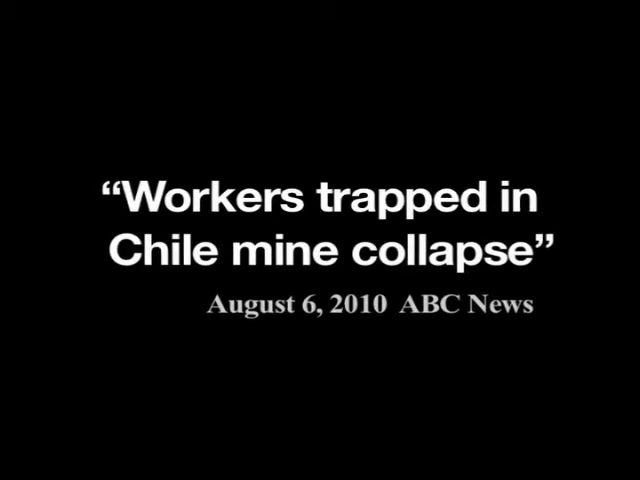 “Workers trapped in
Chile mine collapse”
August 6, 2010 ABC News